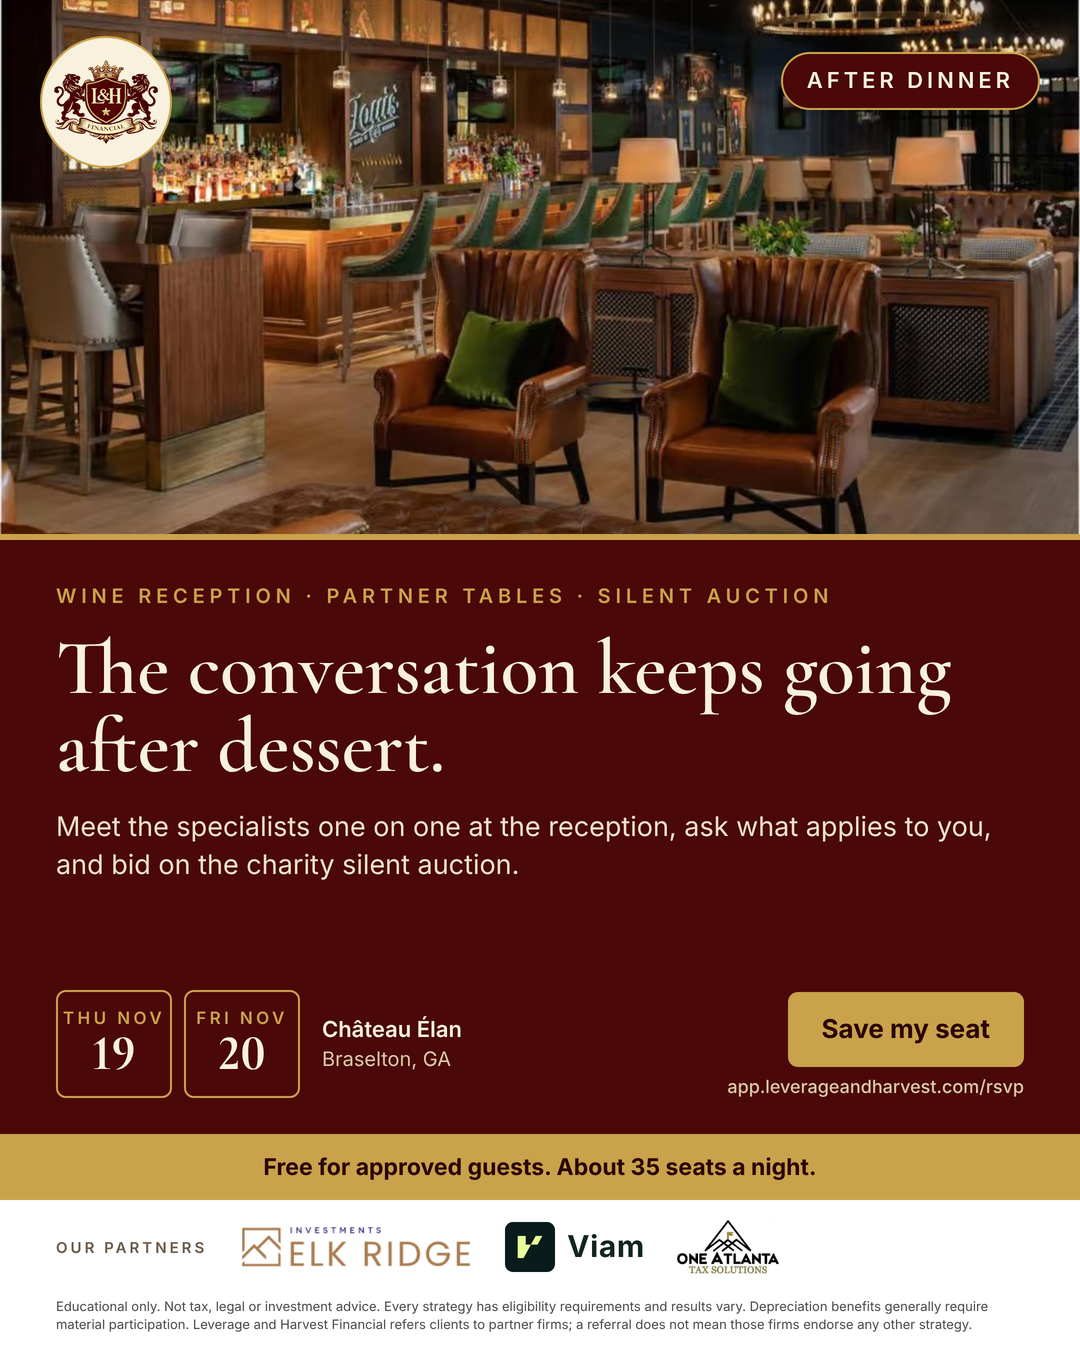 L&H
FINANCIAL
Louis'
AFTER DINNER
WINE RECEPTION · PARTNER TABLES · SILENT AUCTION
The conversation keeps going
after dessert.
Meet the specialists one on one at the reception, ask what applies to you,
and bid on the charity silent auction.
THU NOV
19
FRI NOV
20
Château Élan
Braselton, GA
Save my seat
app.leverageandharvest.com/rsvp
Free for approved guests. About 35 seats a night.
OUR PARTNERS
INVESTMENTS
ELK RIDGE
Viam
ONE ATLANTA
TAX SOLUTIONS
Educational only. Not tax, legal or investment advice. Every strategy has eligibility requirements and results vary. Depreciation benefits generally require
material participation. Leverage and Harvest Financial refers clients to partner firms; a referral does not mean those firms endorse any other strategy.